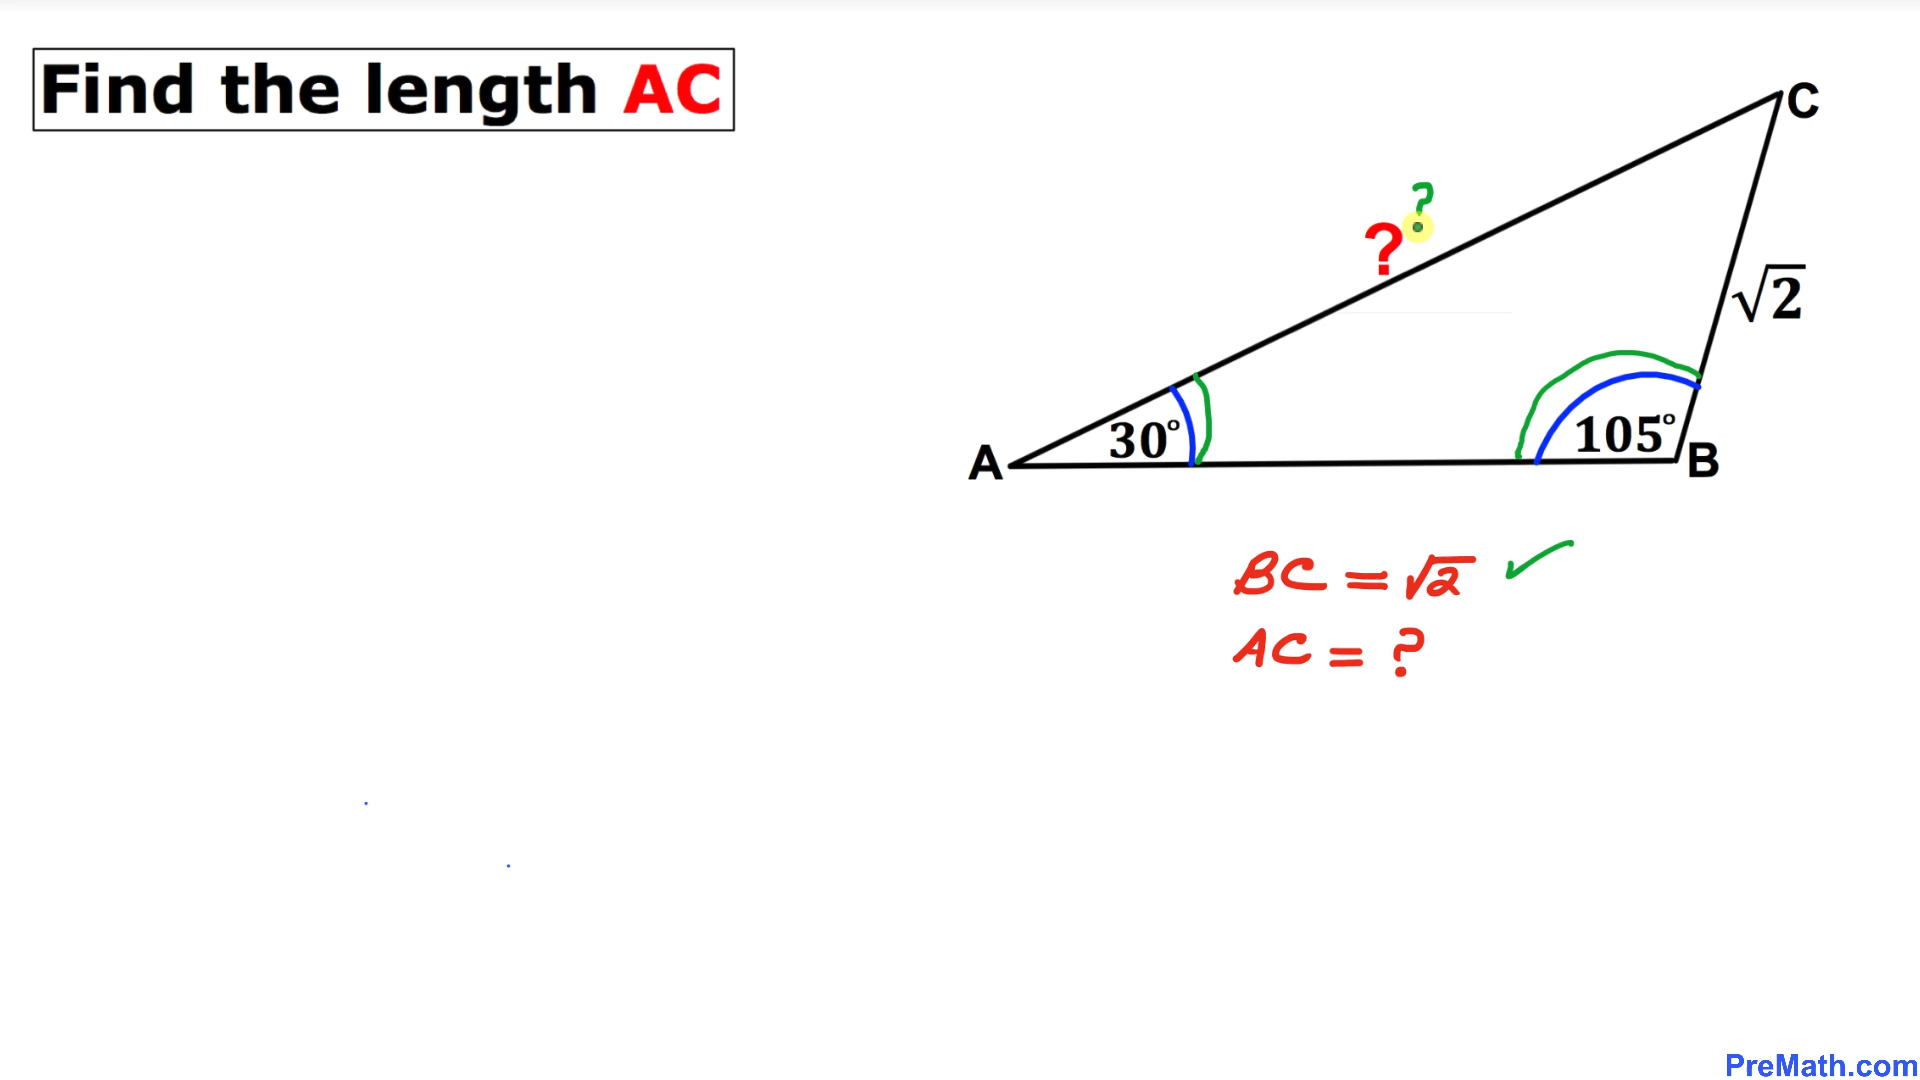 Find the length AC
C
?
?
√2
30°
105°
A
B
BC = √2 ✓
AC = ?
PreMath.com